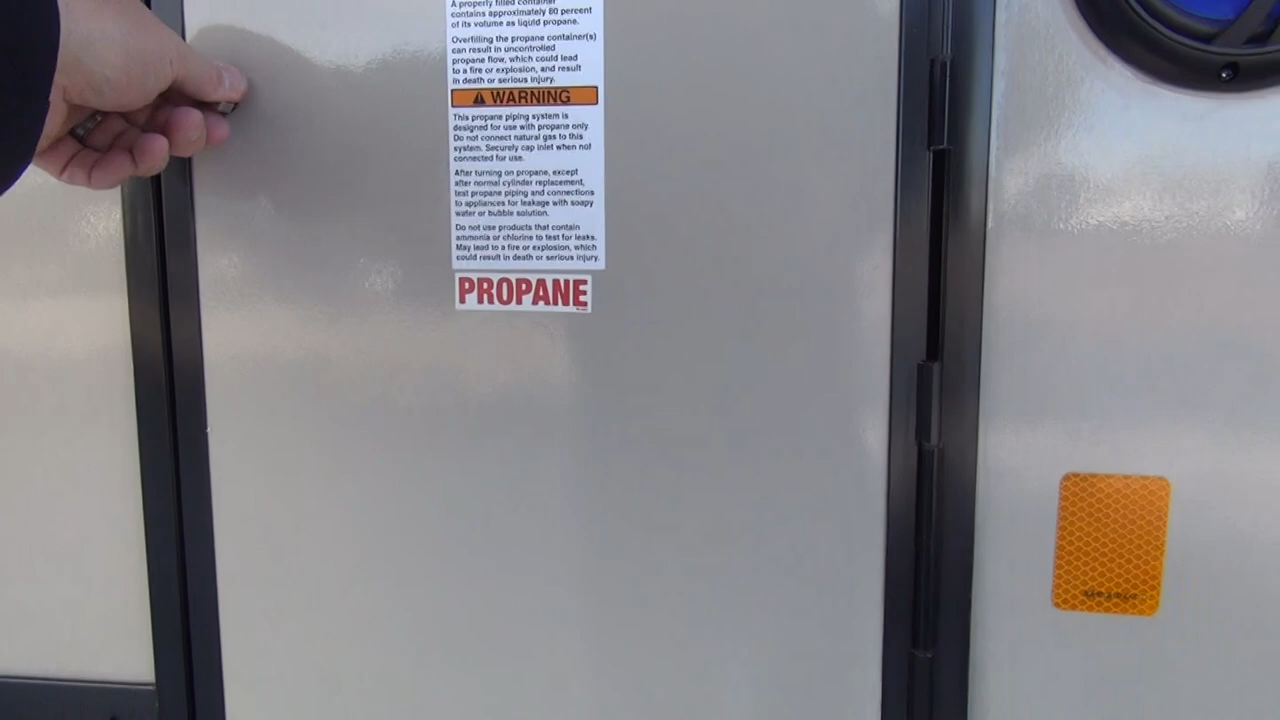 A properly filled container
contains approximately 80 percent
of its volume as liquid propane.
Overfilling the propane container(s)
can result in uncontrolled
propane flow, which could lead
to a fire or explosion, and result
in death or serious injury.
WARNING
This propane piping system is
designed for use with propane only.
Do not connect natural gas to this
system. Securely cap inlet when not
connected for use.
After turning on propane, except
after normal cylinder replacement,
test propane piping and connections
to appliances for leakage with soapy
water or bubble solution.
Do not use products that contain
ammonia or chlorine to test for leaks.
May lead to a fire or explosion, which
could result in death or serious injury.
PROPANE